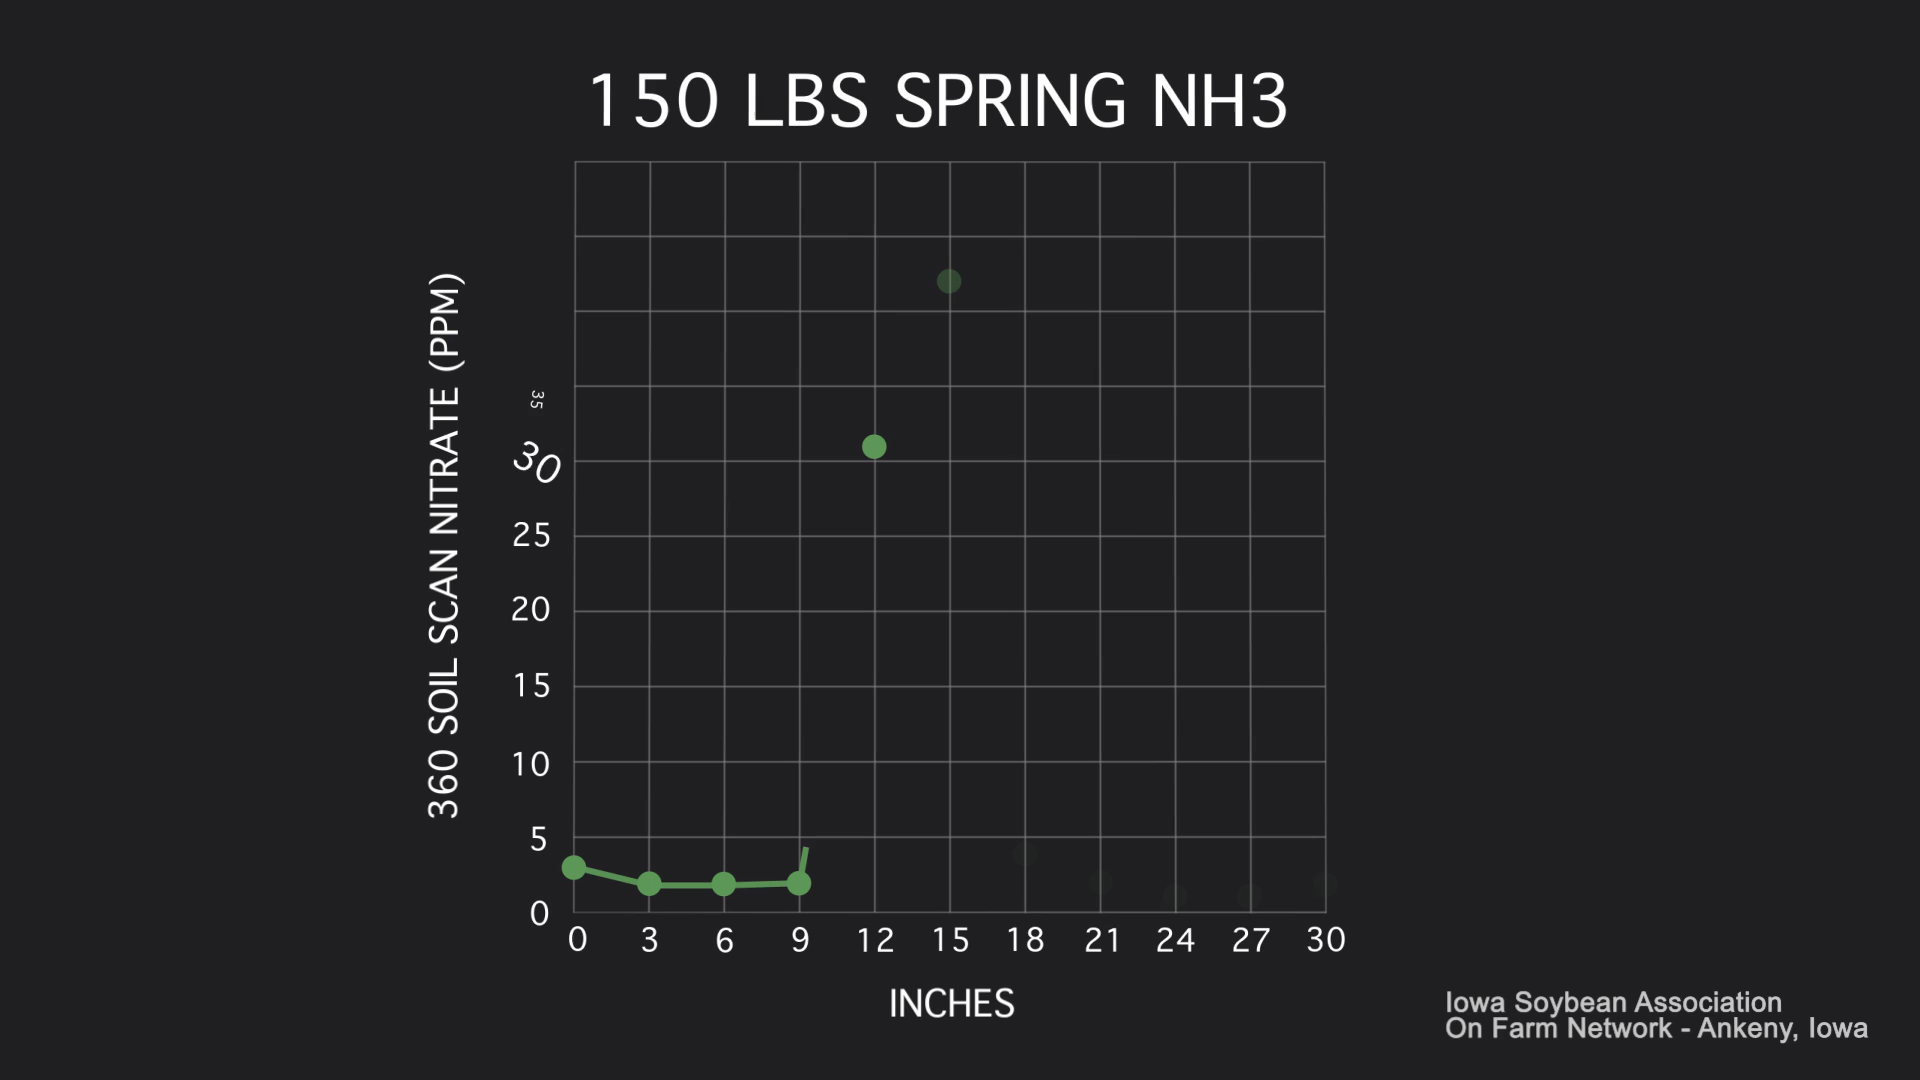 150 LBS SPRING NH3
360 SOIL SCAN NITRATE (PPM)
35
30
25
20
15
10
5
0
0 3 6 9 12 15 18 21 24 27 30
INCHES
Iowa Soybean Association
On Farm Network - Ankeny, Iowa